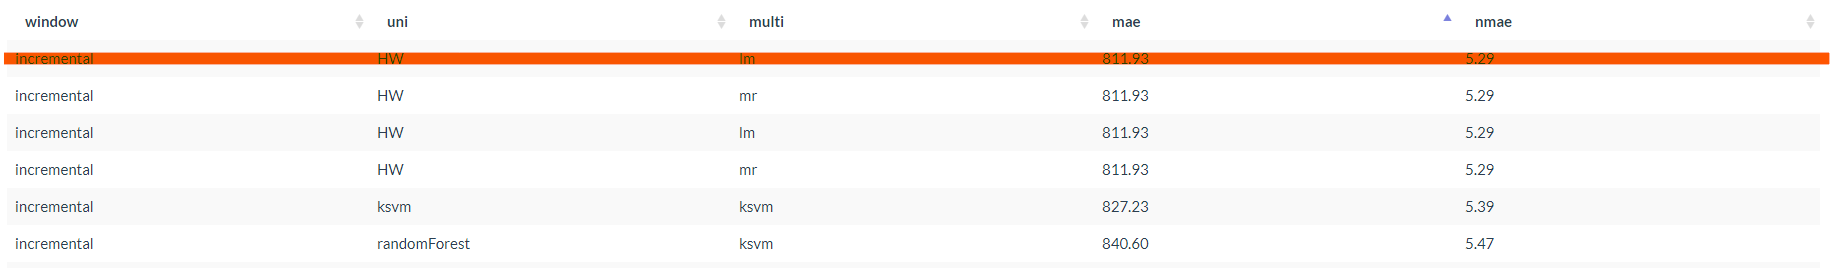 window uni multi mae nmae
incremental HW lm 811.93 5.29
incremental HW mr 811.93 5.29
incremental HW lm 811.93 5.29
incremental HW mr 811.93 5.29
incremental ksvm ksvm 827.23 5.39
incremental randomForest ksvm 840.60 5.47